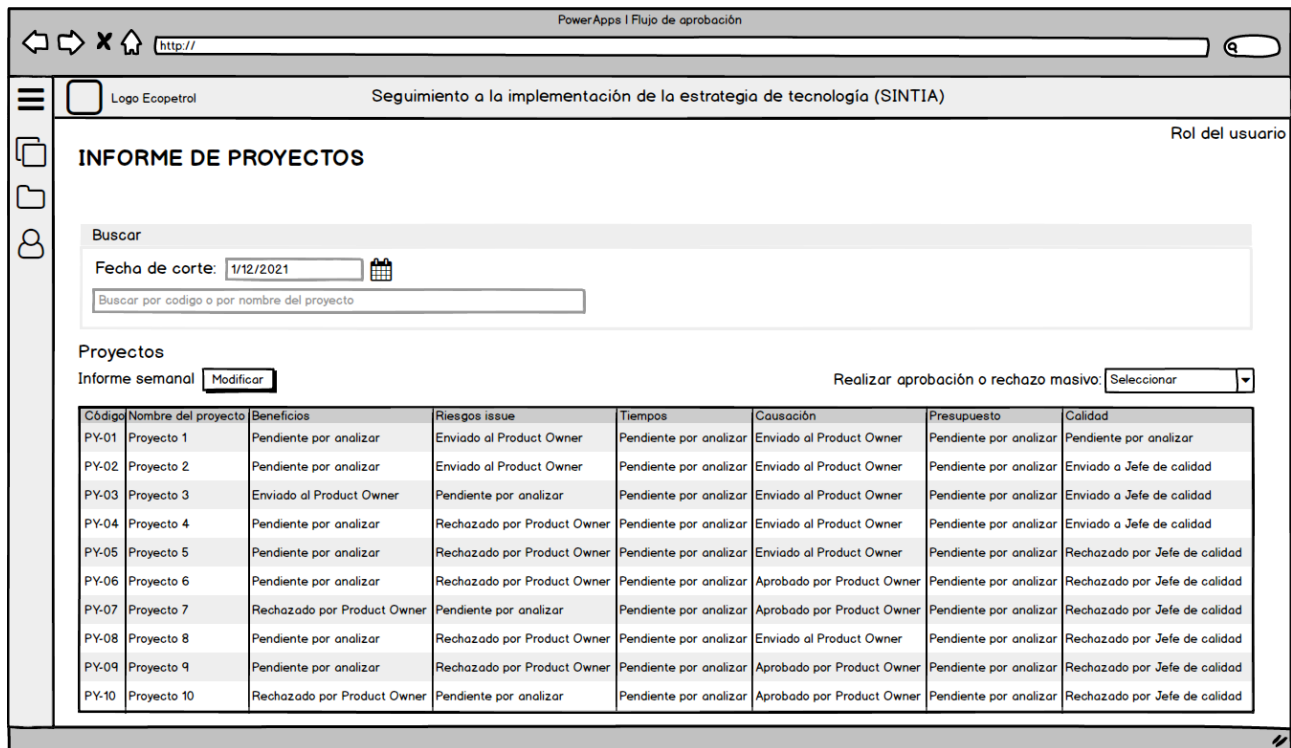 PowerApps | Flujo de aprobación
http://
Logo Ecopetrol Seguimiento a la implementación de la estrategia de tecnología (SINTIA)
Rol del usuario
INFORME DE PROYECTOS
Buscar
Fecha de corte: 1/12/2021
Buscar por codigo o por nombre del proyecto
Proyectos
Informe semanal Modificar Realizar aprobación o rechazo masivo: Seleccionar
Código Nombre del proyecto Beneficios Riesgos issue Tiempos Causación Presupuesto Calidad
PY-01 Proyecto 1 Pendiente por analizar Enviado al Product Owner Pendiente por analizar Enviado al Product Owner Pendiente por analizar Pendiente por analizar
PY-02 Proyecto 2 Pendiente por analizar Enviado al Product Owner Pendiente por analizar Enviado al Product Owner Pendiente por analizar Enviado a Jefe de calidad
PY-03 Proyecto 3 Enviado al Product Owner Pendiente por analizar Pendiente por analizar Enviado al Product Owner Pendiente por analizar Enviado a Jefe de calidad
PY-04 Proyecto 4 Pendiente por analizar Rechazado por Product Owner Pendiente por analizar Enviado al Product Owner Pendiente por analizar Enviado a Jefe de calidad
PY-05 Proyecto 5 Pendiente por analizar Rechazado por Product Owner Pendiente por analizar Enviado al Product Owner Pendiente por analizar Rechazado por Jefe de calidad
PY-06 Proyecto 6 Pendiente por analizar Rechazado por Product Owner Pendiente por analizar Aprobado por Product Owner Pendiente por analizar Rechazado por Jefe de calidad
PY-07 Proyecto 7 Rechazado por Product Owner Pendiente por analizar Pendiente por analizar Aprobado por Product Owner Pendiente por analizar Rechazado por Jefe de calidad
PY-08 Proyecto 8 Pendiente por analizar Rechazado por Product Owner Pendiente por analizar Enviado al Product Owner Pendiente por analizar Rechazado por Jefe de calidad
PY-09 Proyecto 9 Pendiente por analizar Rechazado por Product Owner Pendiente por analizar Aprobado por Product Owner Pendiente por analizar Rechazado por Jefe de calidad
PY-10 Proyecto 10 Rechazado por Product Owner Pendiente por analizar Pendiente por analizar Aprobado por Product Owner Pendiente por analizar Rechazado por Jefe de calidad